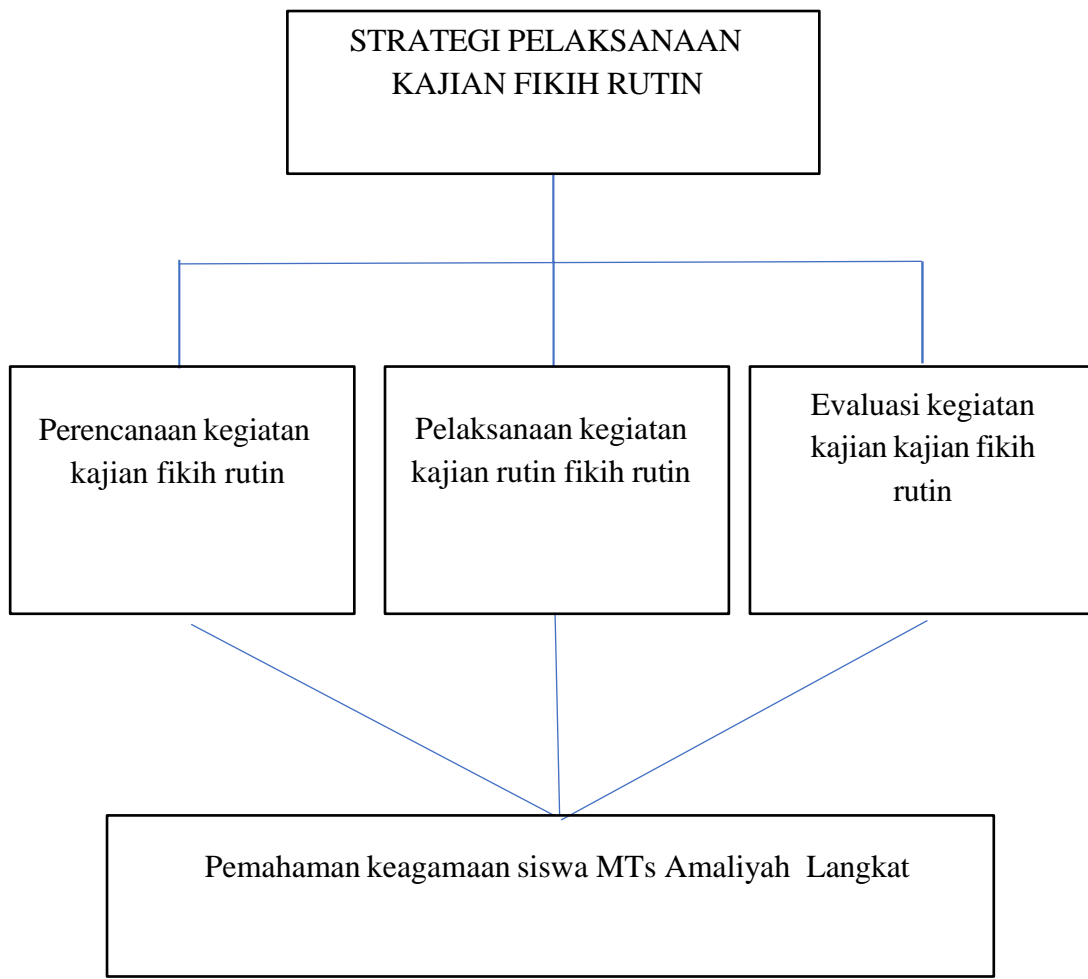 STRATEGI PELAKSANAAN
KAJIAN FIKIH RUTIN
Perencanaan kegiatan
kajian fikih rutin
Pelaksanaan kegiatan
kajian rutin fikih rutin
Evaluasi kegiatan
kajian kajian fikih
rutin
Pemahaman keagamaan siswa MTs Amaliyah Langkat